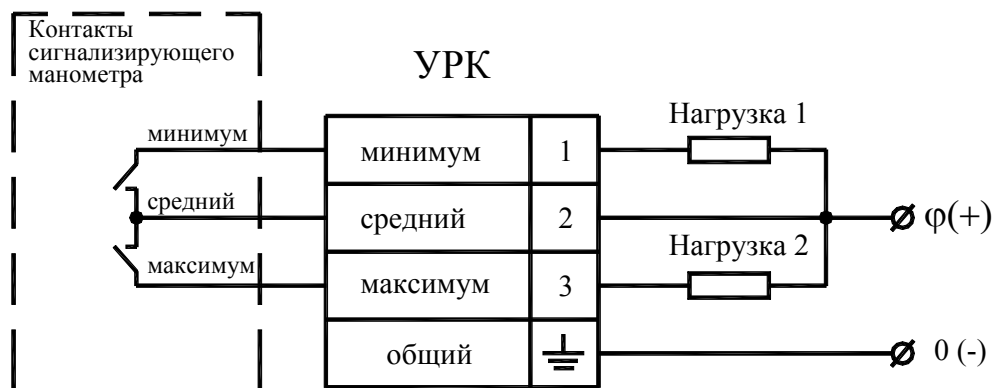 Контакты
сигнализирующего
манометра
УРК
минимум
средний
максимум
минимум 1
средний 2
максимум 3
общий
Нагрузка 1
Нагрузка 2
φ(+)
0 (-)